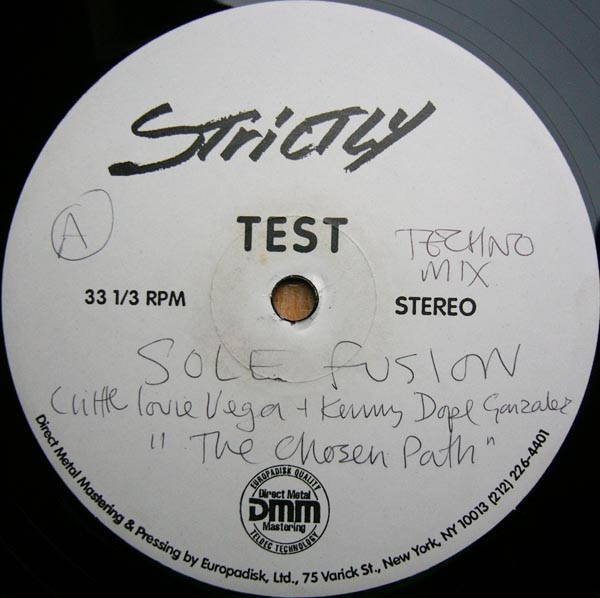 Strictly
A
TEST
TECHNO
MIX
33 1/3 RPM
STEREO
SOLE FUSION
(Little Louie Vega + Kenny Dope Gonzalez
"The Chosen Path"
EUROPADISK QUALITY
Direct Metal
DMM
Mastering
TELDEC TECHNOLOGY
Direct Metal Mastering & Pressing by Europadisk, Ltd., 75 Varick St., New York, NY 10013 (212) 226-4401